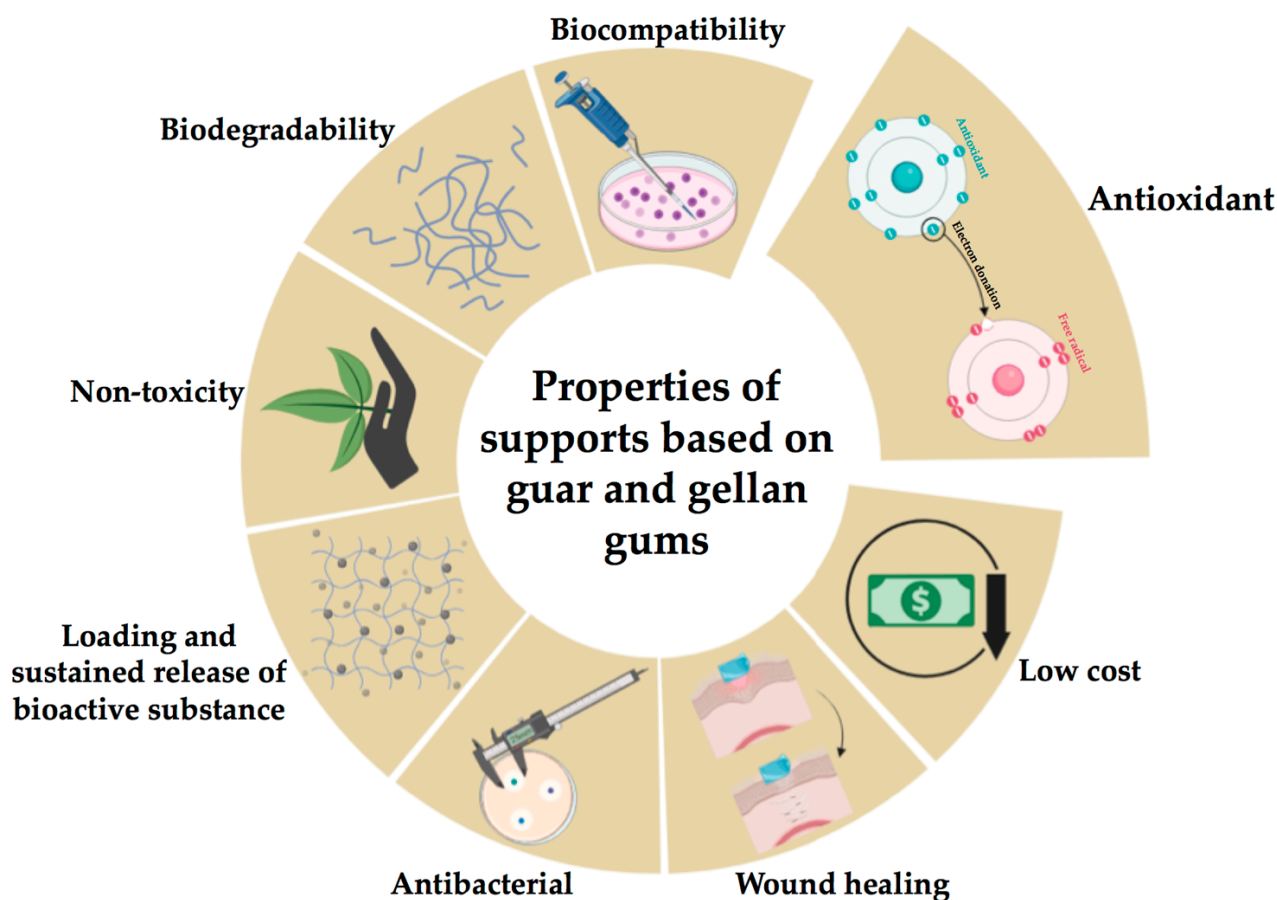 Biocompatibility
Biodegradability
Antioxidant
Antioxidant
Electron donation
Free radical
Non-toxicity
Properties of
supports based on
guar and gellan
gums
Loading and
sustained release of
bioactive substance
$
Low cost
Antibacterial
Wound healing